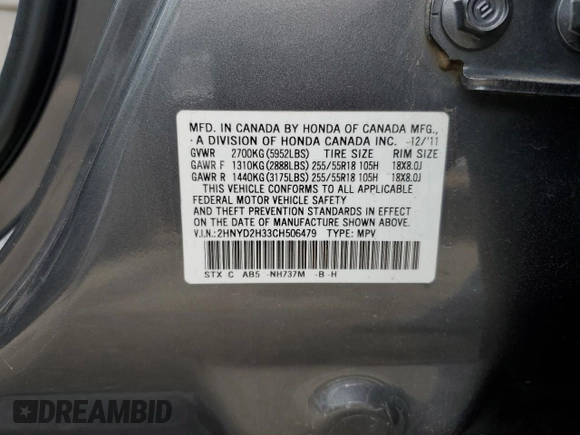 MFD. IN CANADA BY HONDA OF CANADA MFG.,
A DIVISION OF HONDA CANADA INC. 12/'11
GVWR 2700KG(5952LBS) TIRE SIZE RIM SIZE
GAWR F 1310KG(2888LBS) 255/55R18 105H 18X8.0J
GAWR R 1440KG(3175LBS) 255/55R18 105H 18X8.0J
THIS VEHICLE CONFORMS TO ALL APPLICABLE
FEDERAL MOTOR VEHICLE SAFETY
AND THEFT PREVENTION STANDARDS IN EFFECT
ON THE DATE OF MANUFACTURE SHOWN ABOVE.
V.I.N.:2HNYD2H33CH506479 TYPE: MPV
STX C AB5 -NH737M -B-H
DREAMBID